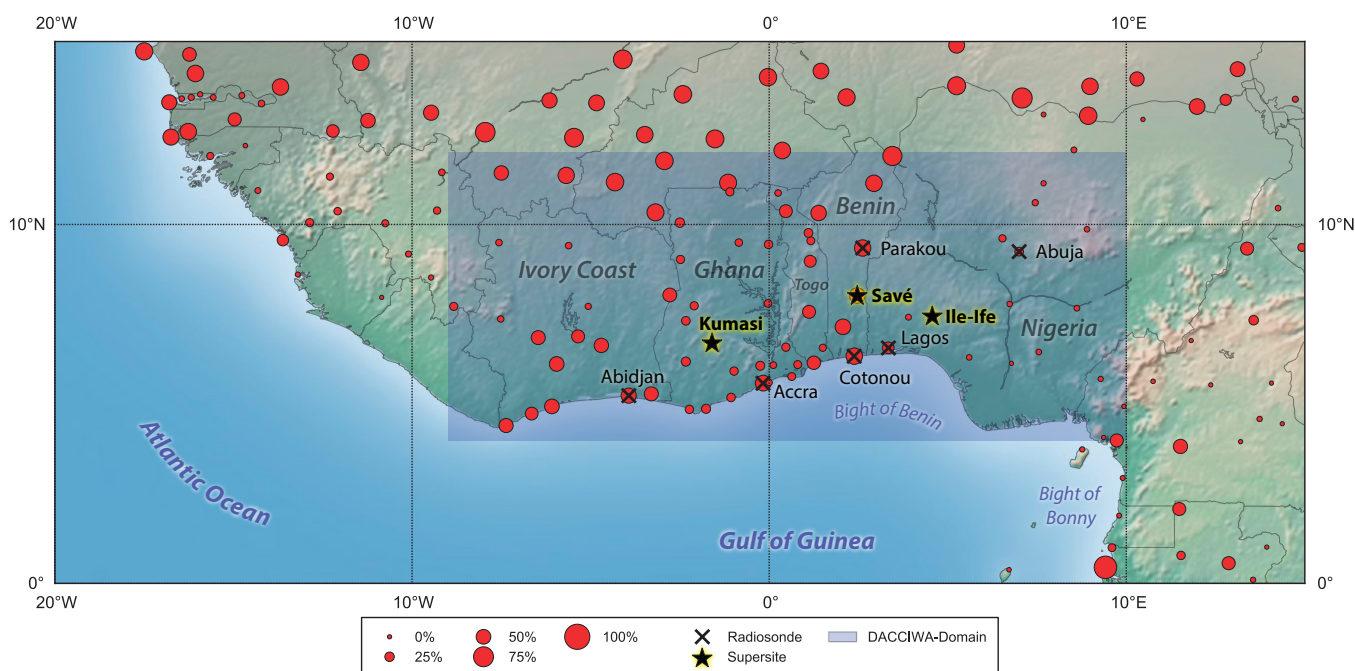 20°W 10°W 0° 10°E
10°N 10°N
Benin
Parakou Abuja
Ivory Coast Ghana
Togo
Savé
Kumasi Ile-Ife
Nigeria
Lagos
Abidjan Cotonou
Accra
Bight of Benin
Atlantic Ocean
Bight of
Bonny
Gulf of Guinea
0° 0°
20°W 10°W 0° 10°E
0% 50% 100% Radiosonde DACCIWA-Domain
25% 75% Supersite